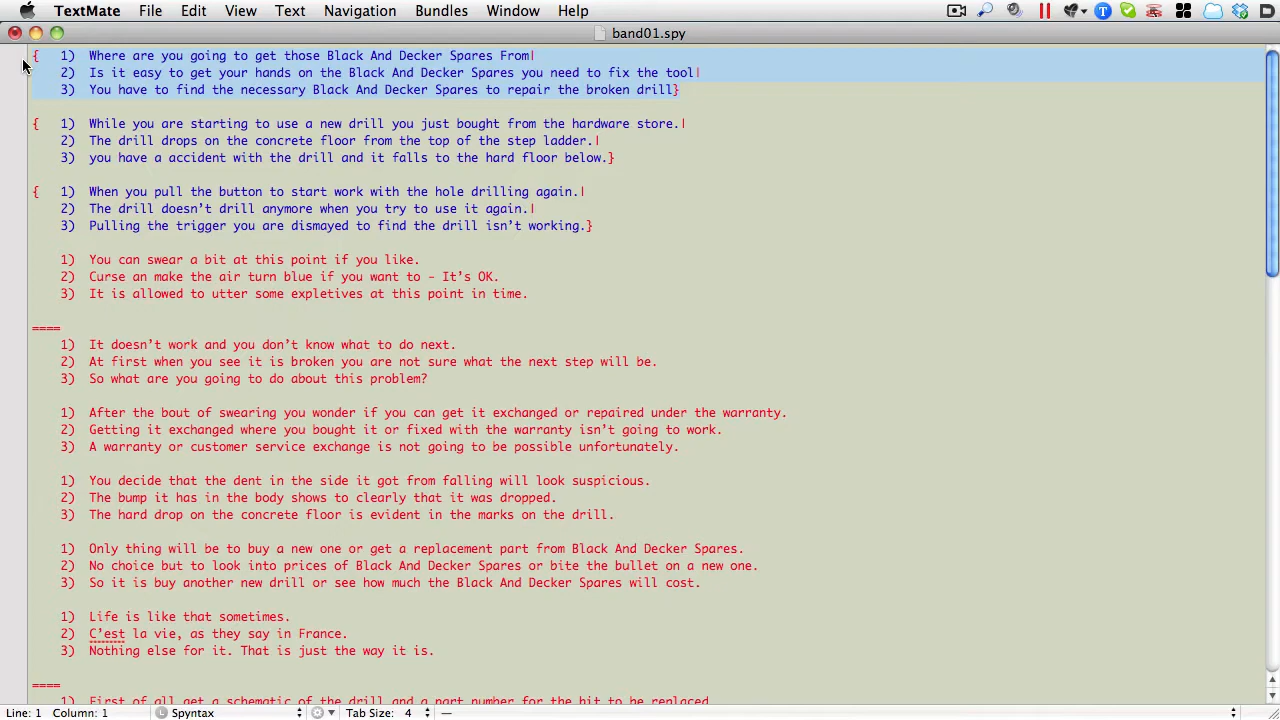 TextMate File Edit View Text Navigation Bundles Window Help
band01.spy
{ 1) Where are you going to get those Black And Decker Spares From|
2) Is it easy to get your hands on the Black And Decker Spares you need to fix the tool|
3) You have to find the necessary Black And Decker Spares to repair the broken drill}
{ 1) While you are starting to use a new drill you just bought from the hardware store.|
2) The drill drops on the concrete floor from the top of the step ladder.|
3) you have a accident with the drill and it falls to the hard floor below.}
{ 1) When you pull the button to start work with the hole drilling again.|
2) The drill doesn't drill anymore when you try to use it again.|
3) Pulling the trigger you are dismayed to find the drill isn't working.}
1) You can swear a bit at this point if you like.
2) Curse an make the air turn blue if you want to - It's OK.
3) It is allowed to utter some expletives at this point in time.
====
1) It doesn't work and you don't know what to do next.
2) At first when you see it is broken you are not sure what the next step will be.
3) So what are you going to do about this problem?
1) After the bout of swearing you wonder if you can get it exchanged or repaired under the warranty.
2) Getting it exchanged where you bought it or fixed with the warranty isn't going to work.
3) A warranty or customer service exchange is not going to be possible unfortunately.
1) You decide that the dent in the side it got from falling will look suspicious.
2) The bump it has in the body shows to clearly that it was dropped.
3) The hard drop on the concrete floor is evident in the marks on the drill.
1) Only thing will be to buy a new one or get a replacement part from Black And Decker Spares.
2) No choice but to look into prices of Black And Decker Spares or bite the bullet on a new one.
3) So it is buy another new drill or see how much the Black And Decker Spares will cost.
1) Life is like that sometimes.
2) C'est la vie, as they say in France.
3) Nothing else for it. That is just the way it is.
====
1) First of all get a schematic of the drill and a part number for the bit to be replaced
Line: 1 Column: 1 L Spyntax Tab Size: 4 —